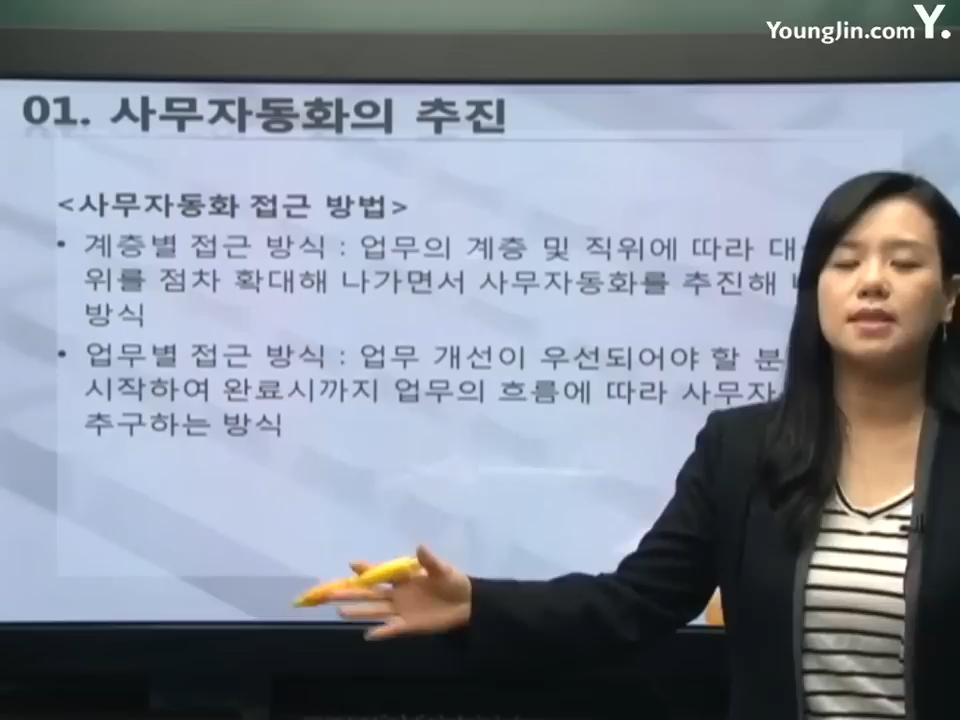 YoungJin.com Y.
01. 사무자동화의 추진
<사무자동화 접근 방법>
• 계층별 접근 방식 : 업무의 계층 및 직위에 따라
위를 점차 확대해 나가면서 사무자동화를 추진해
방식
• 업무별 접근 방식 : 업무 개선이 우선되어야 할
시작하여 완료시까지 업무의 흐름에 따라
추구하는 방식